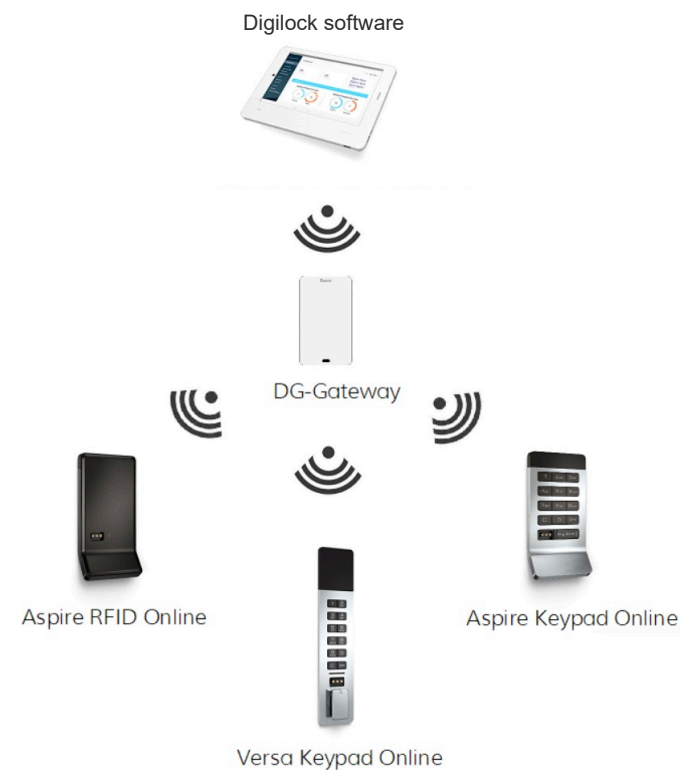 Digilock software
DG-Gateway
Aspire RFID Online
Aspire Keypad Online
Versa Keypad Online